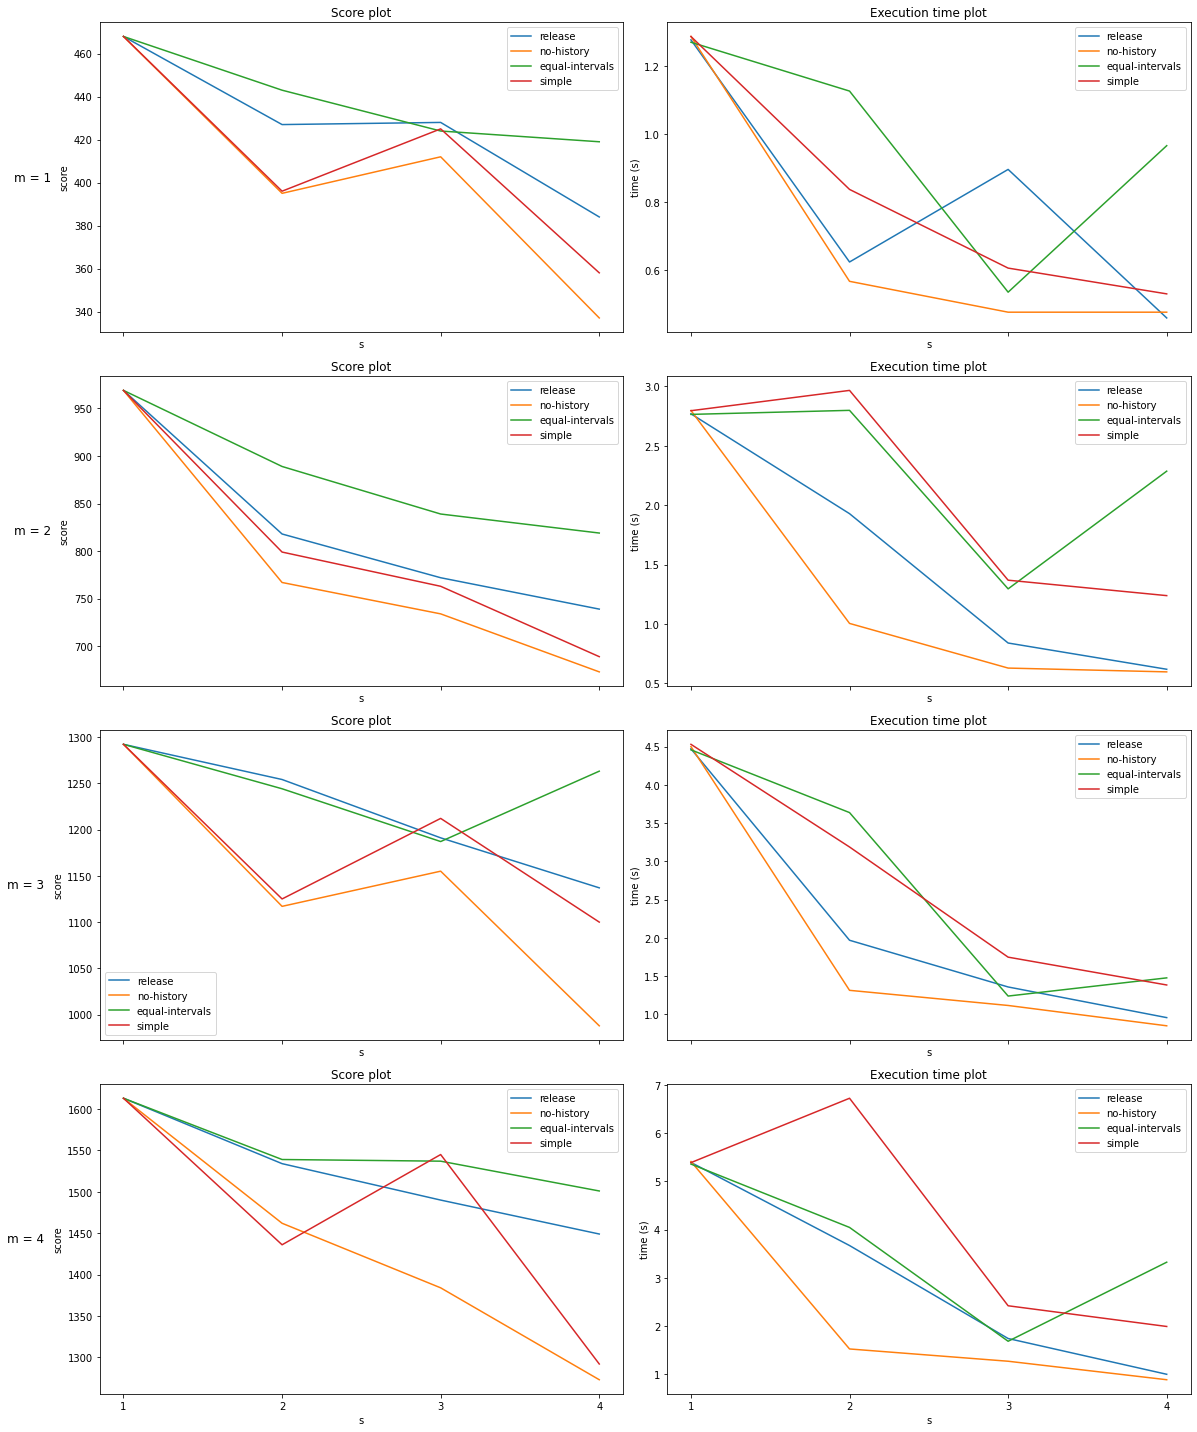 Score plot
460
440
420
400
380
360
340
score
m = 1
s
release
no-history
equal-intervals
simple
Execution time plot
1.2
1.0
0.8
0.6
time (s)
s
release
no-history
equal-intervals
simple
Score plot
950
900
850
800
750
700
score
m = 2
s
release
no-history
equal-intervals
simple
Execution time plot
3.0
2.5
2.0
1.5
1.0
0.5
time (s)
s
release
no-history
equal-intervals
simple
Score plot
1300
1250
1200
1150
1100
1050
1000
score
m = 3
s
release
no-history
equal-intervals
simple
Execution time plot
4.5
4.0
3.5
3.0
2.5
2.0
1.5
1.0
time (s)
s
release
no-history
equal-intervals
simple
Score plot
1600
1550
1500
1450
1400
1350
1300
score
m = 4
1 2 3 4
s
release
no-history
equal-intervals
simple
Execution time plot
7
6
5
4
3
2
1
time (s)
1 2 3 4
s
release
no-history
equal-intervals
simple